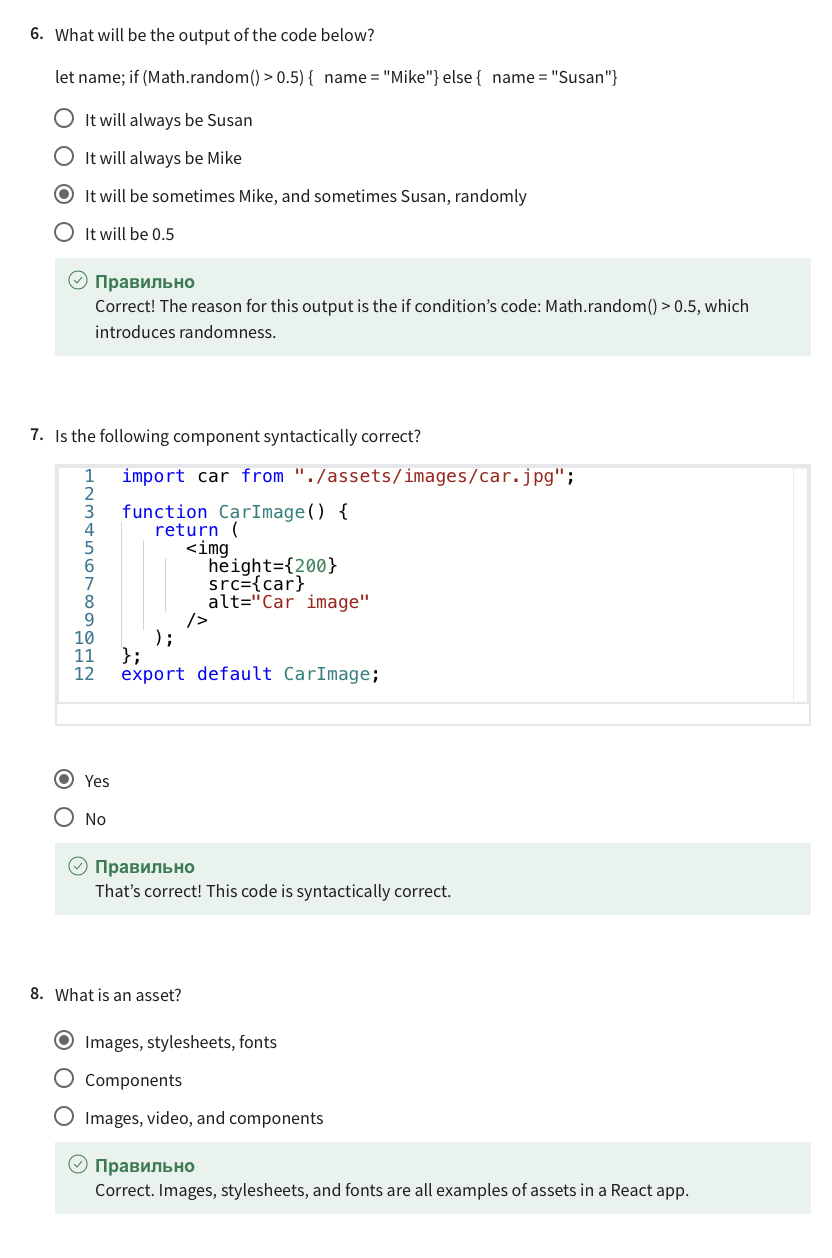 6. What will be the output of the code below?
let name; if (Math.random() > 0.5) {   name = "Mike"} else {   name = "Susan"}
It will always be Susan
It will always be Mike
It will be sometimes Mike, and sometimes Susan, randomly
It will be 0.5
Правильно
Correct! The reason for this output is the if condition’s code: Math.random() > 0.5, which
introduces randomness.
7. Is the following component syntactically correct?
1 import car from "./assets/images/car.jpg";
2
3 function CarImage() {
4    return (
5       <img
6         height={200}
7         src={car}
8         alt="Car image"
9       />
10    );
11 };
12 export default CarImage;
Yes
No
Правильно
That’s correct! This code is syntactically correct.
8. What is an asset?
Images, stylesheets, fonts
Components
Images, video, and components
Правильно
Correct. Images, stylesheets, and fonts are all examples of assets in a React app.